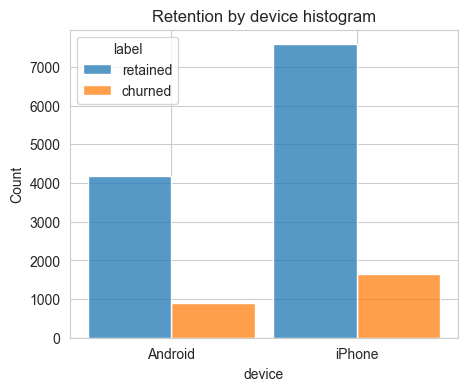 Retention by device histogram
label
retained
churned
7000
6000
5000
4000
3000
2000
1000
0
Count
Android
iPhone
device